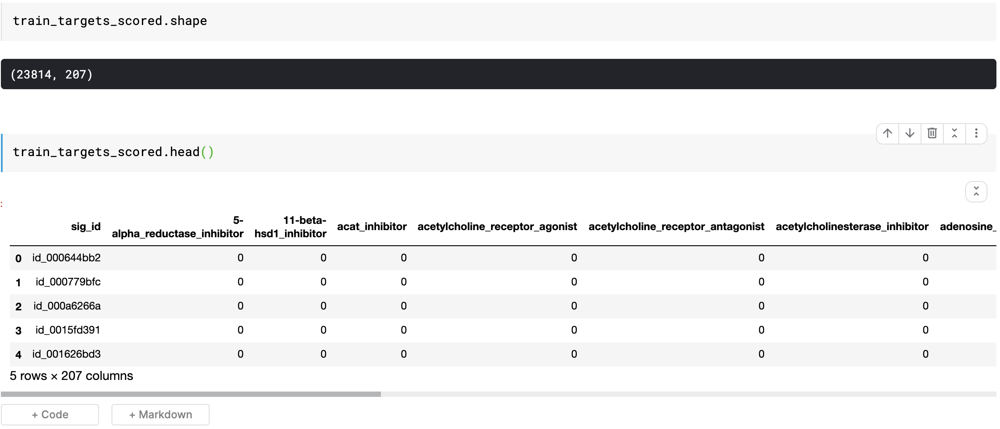 train_targets_scored.shape
(23814, 207)
train_targets_scored.head()
:
sig_id 5-alpha_reductase_inhibitor 11-beta-hsd1_inhibitor acat_inhibitor acetylcholine_receptor_agonist acetylcholine_receptor_antagonist acetylcholinesterase_inhibitor adenosine_
0 id_000644bb2 0 0 0 0 0 0
1 id_000779bfc 0 0 0 0 0 0
2 id_000a6266a 0 0 0 0 0 0
3 id_0015fd391 0 0 0 0 0 0
4 id_001626bd3 0 0 0 0 0 0
5 rows × 207 columns
+ Code + Markdown